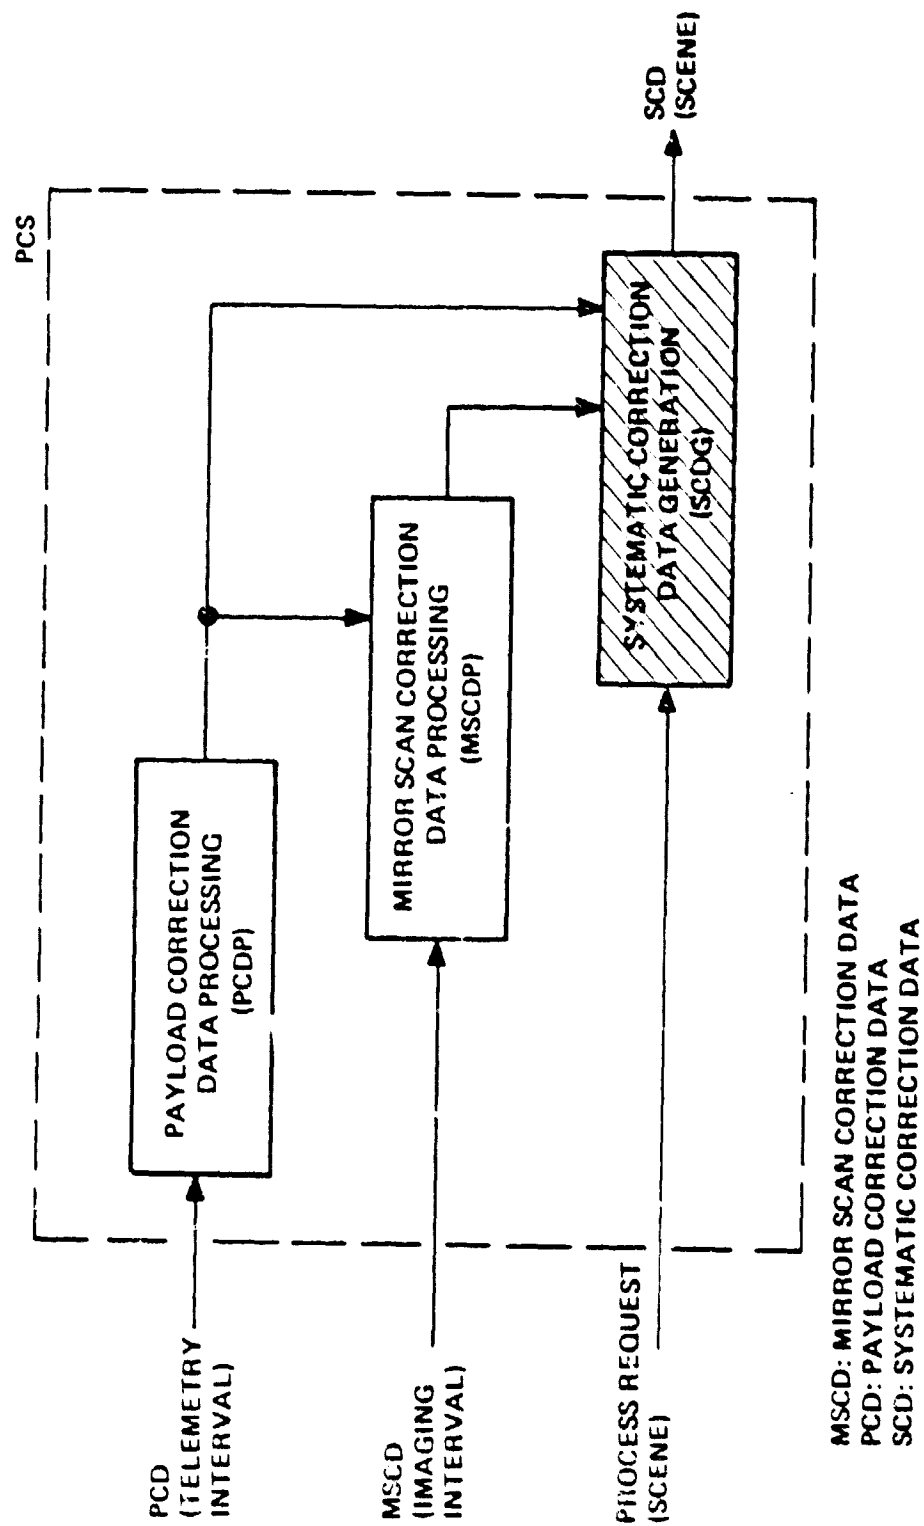 PCS
PCD
(TELEMETRY
INTERVAL)
PAYLOAD CORRECTION
DATA PROCESSING
(PCDP)
MSCD
(IMAGING
INTERVAL)
MIRROR SCAN CORRECTION
DATA PROCESSING
(MSCDP)
PROCESS REQUEST
(SCENE)
SYSTEMATIC CORRECTION
DATA GENERATION
(SCDG)
SCD
(SCENE)
MSCD: MIRROR SCAN CORRECTION DATA
PCD: PAYLOAD CORRECTION DATA
SCD: SYSTEMATIC CORRECTION DATA